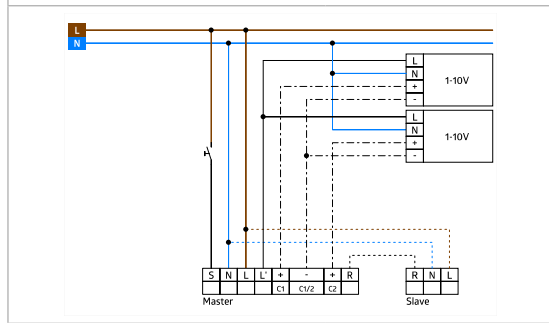 L
N
L
N
+
-
1-10V
L
N
+
-
1-10V
S N L L' + - + R
C1 C1/2 C2
Master
R N L
Slave